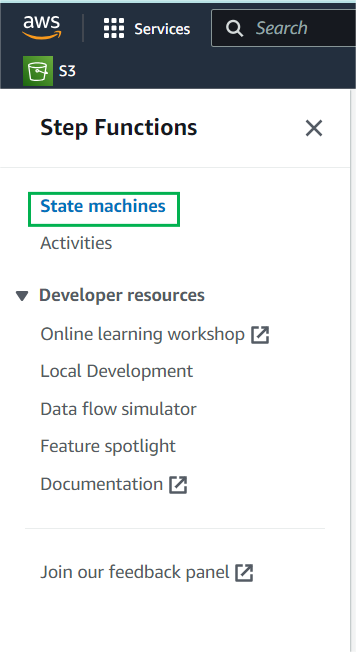 aws Services Search
S3
Step Functions
State machines
Activities
Developer resources
Online learning workshop
Local Development
Data flow simulator
Feature spotlight
Documentation
Join our feedback panel